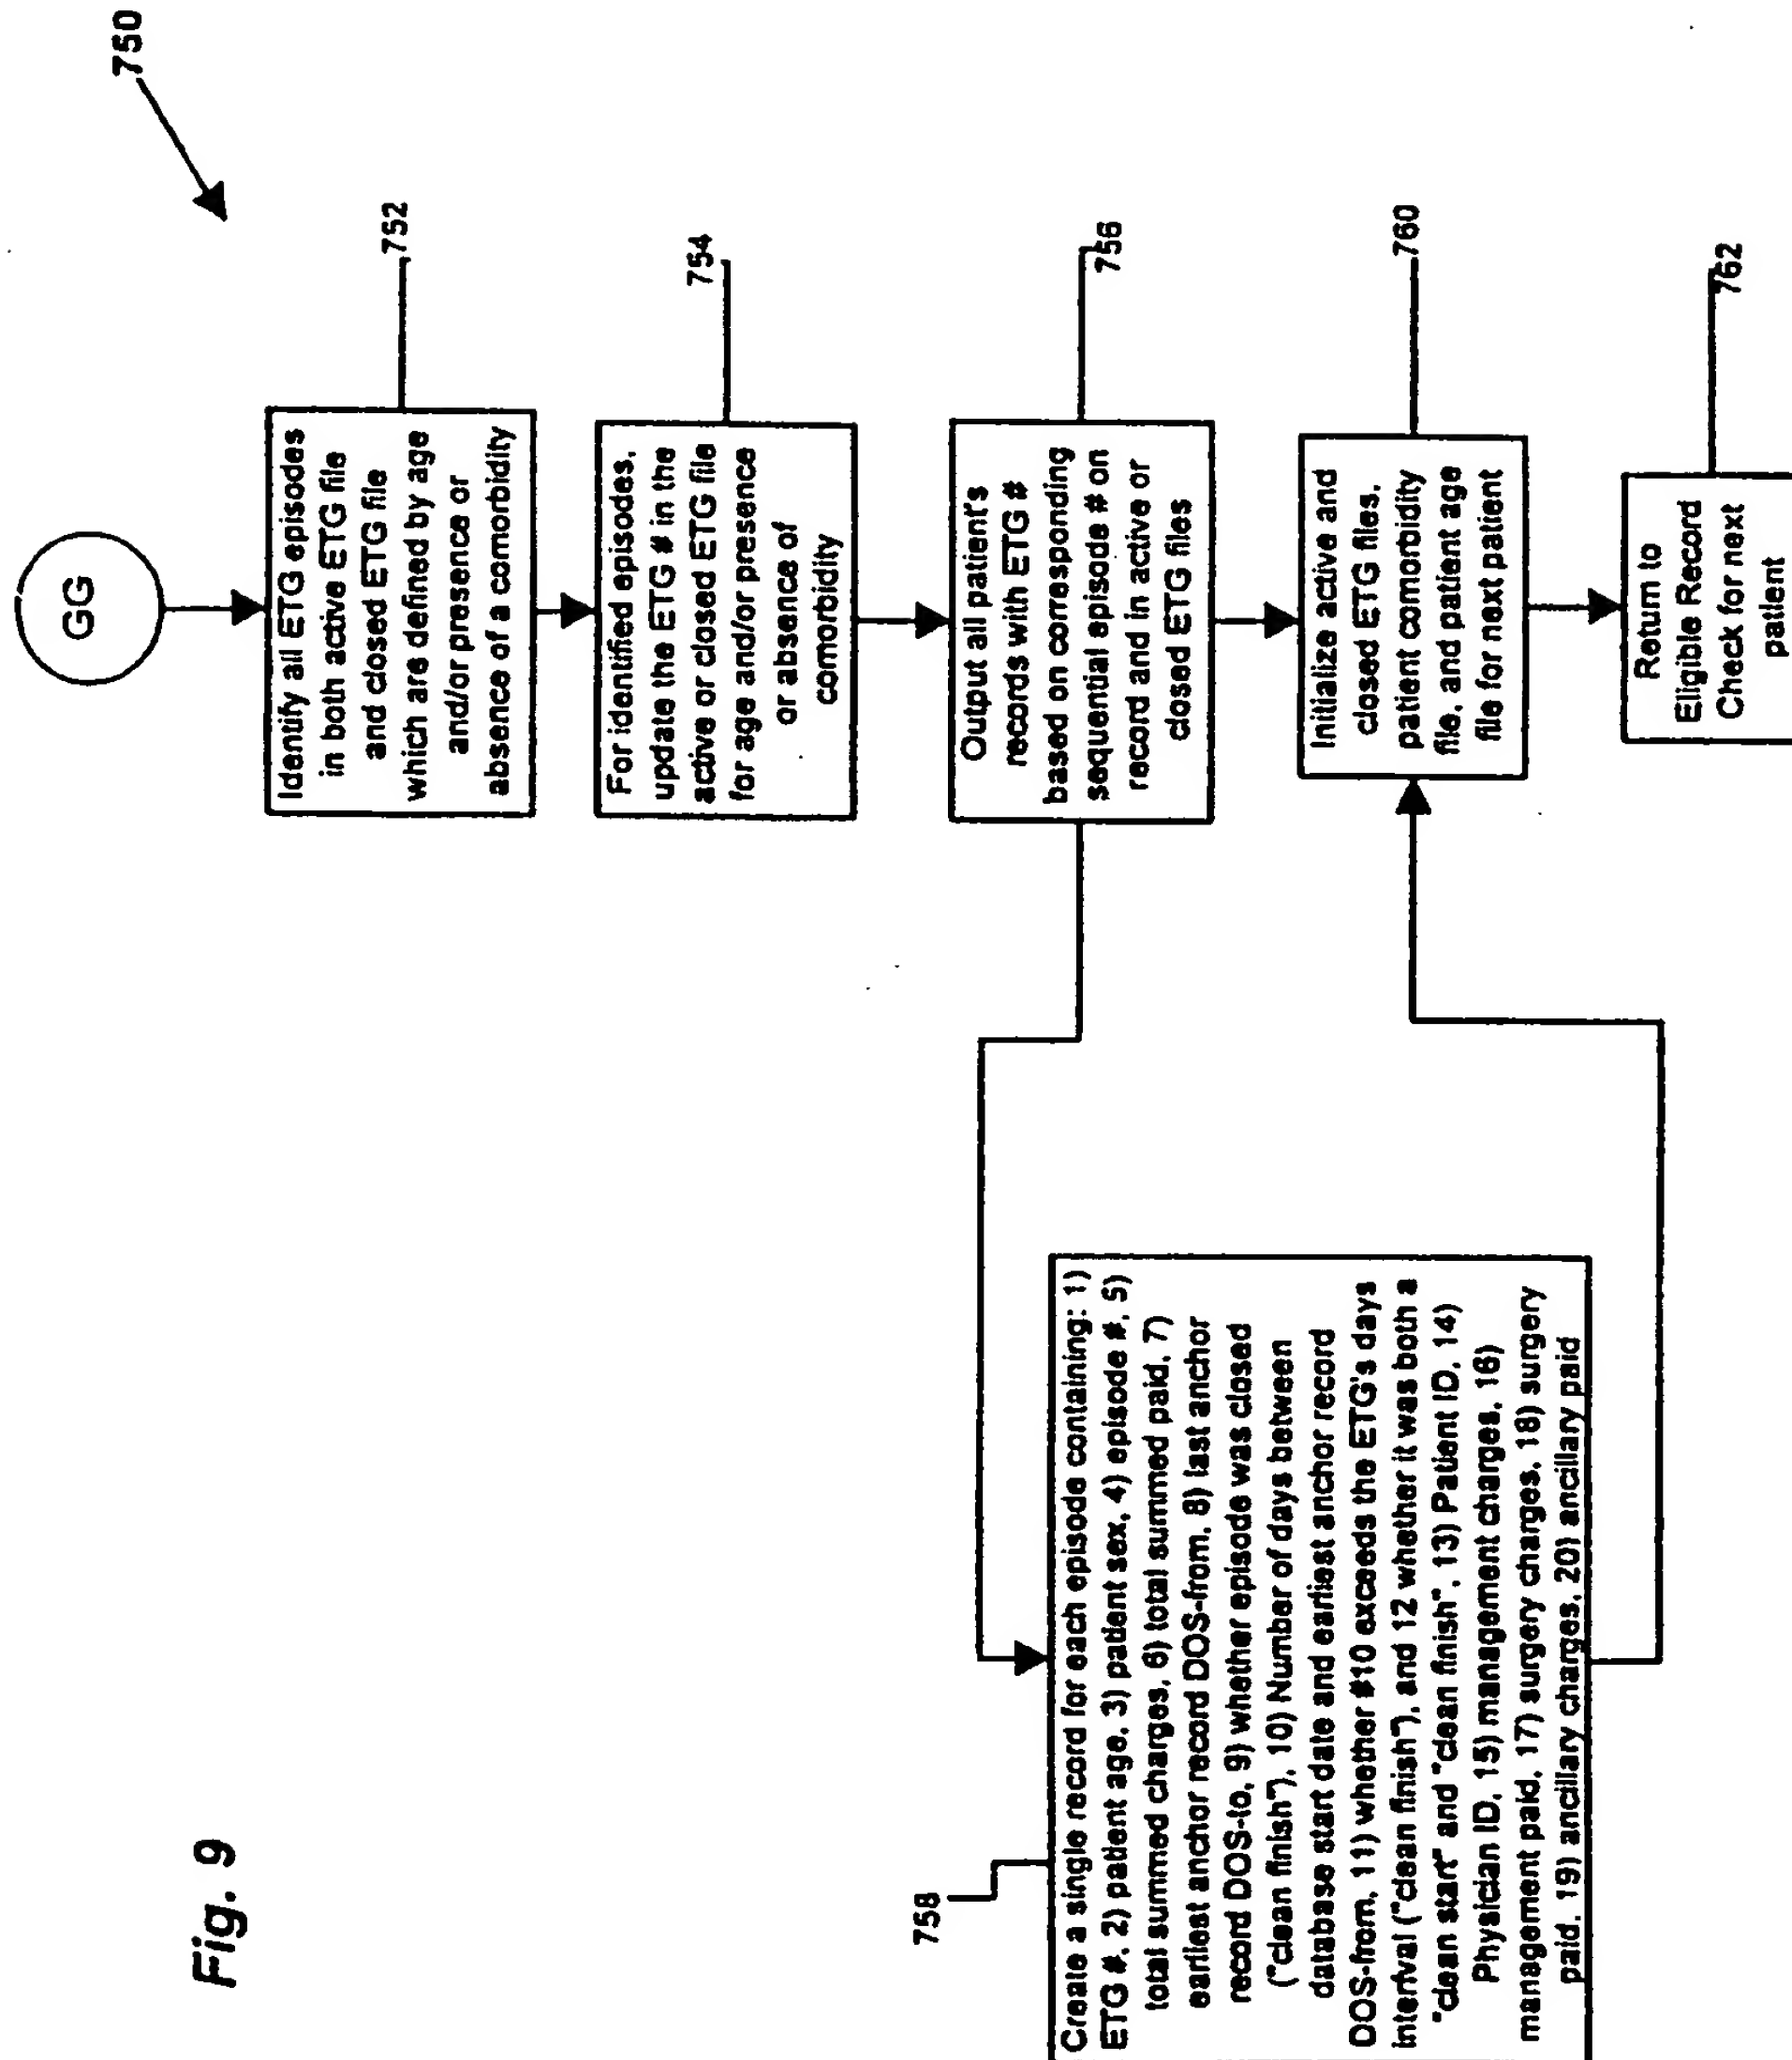 Fig. 9
750
GG
Identify all ETG episodes
in both active ETG file
and closed ETG file
which are defined by age
and/or presence or
absence of a comorbidity
752
For identified episodes,
update the ETG # in the
active or closed ETG file
for age and/or presence
or absence of
comorbidity
754
Output all patient's
records with ETG #
based on corresponding
sequential episode # on
record and in active or
closed ETG files
756
Create a single record for each episode containing: 1)
ETG #, 2) patient age, 3) patient sex, 4) episode #, 5)
total summed charges, 6) total summed paid, 7)
earliest anchor record DOS-from, 8) last anchor
record DOS-to, 9) whether episode was closed
("clean finish"), 10) Number of days between
database start date and earliest anchor record
DOS-from, 11) whether #10 exceeds the ETG's days
interval ("clean finish"), and 12 whether it was both a
"clean start" and "clean finish", 13) Patient ID, 14)
Physician ID, 15) management charges, 16)
management paid, 17) surgery charges, 18) surgery
paid, 19) ancillary charges, 20) ancillary paid
758
Initialize active and
closed ETG files,
patient comorbidity
file, and patient age
file for next patient
760
Return to
Eligible Record
Check for next
patient
762